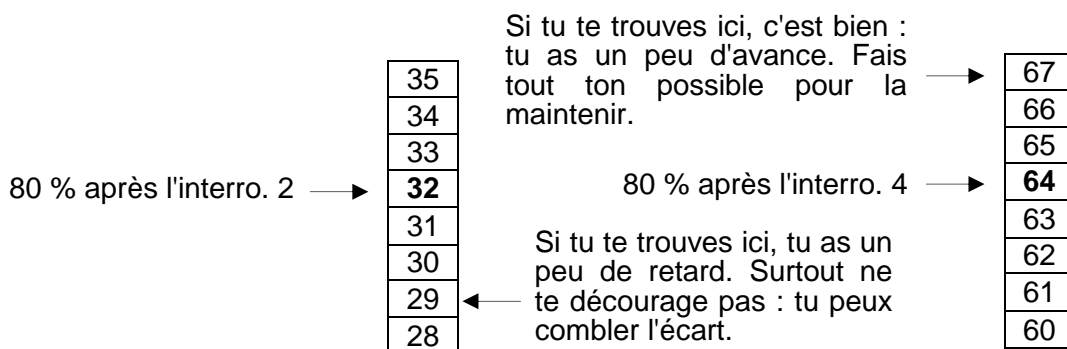 Si tu te trouves ici, c'est bien :
tu as un peu d'avance. Fais
tout ton possible pour la
maintenir.
35
34
33
32
31
30
29
28
80 % après l'interro. 2
Si tu te trouves ici, tu as un
peu de retard. Surtout ne
te décourage pas : tu peux
combler l'écart.
80 % après l'interro. 4
67
66
65
64
63
62
61
60